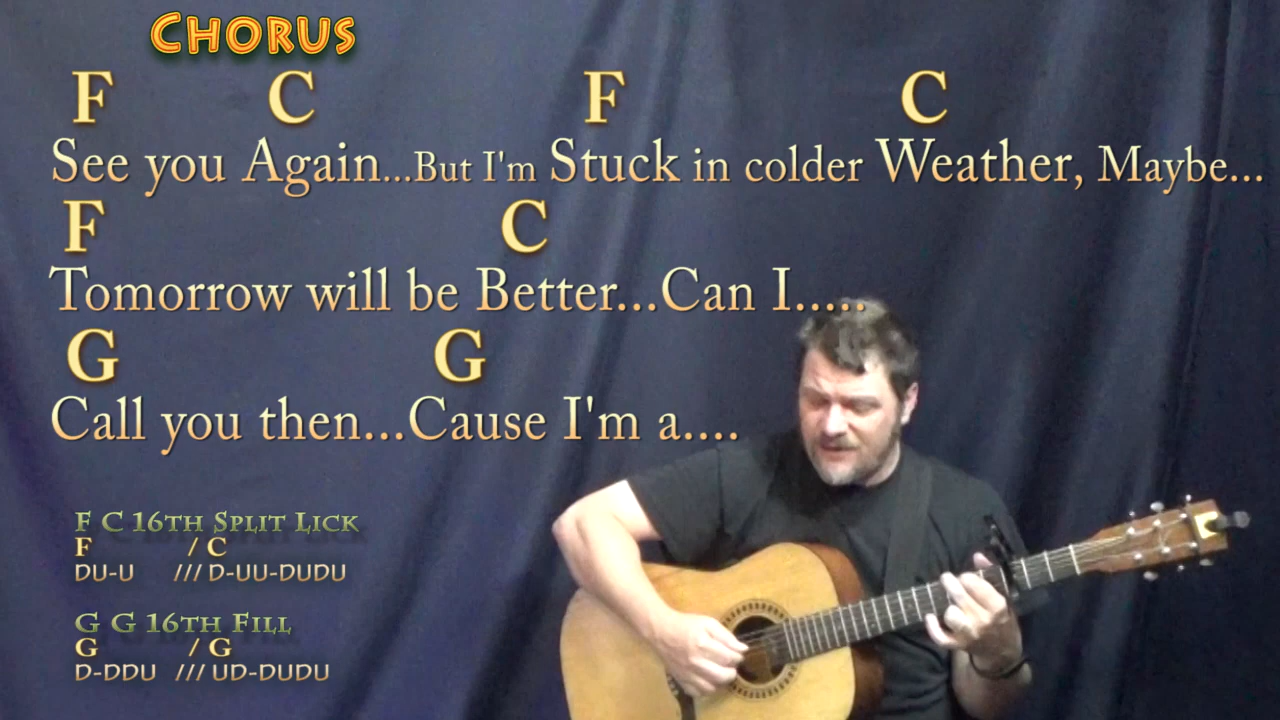 CHORUS
F C F C
See you Again...But I'm Stuck in colder Weather, Maybe...
F C
Tomorrow will be Better...Can I.....
G G
Call you then...Cause I'm a....
F C 16TH SPLIT LICK
F / C
DU-U /// D-UU-DUDU
G G 16TH FILL
G / G
D-DDU /// UD-DUDU